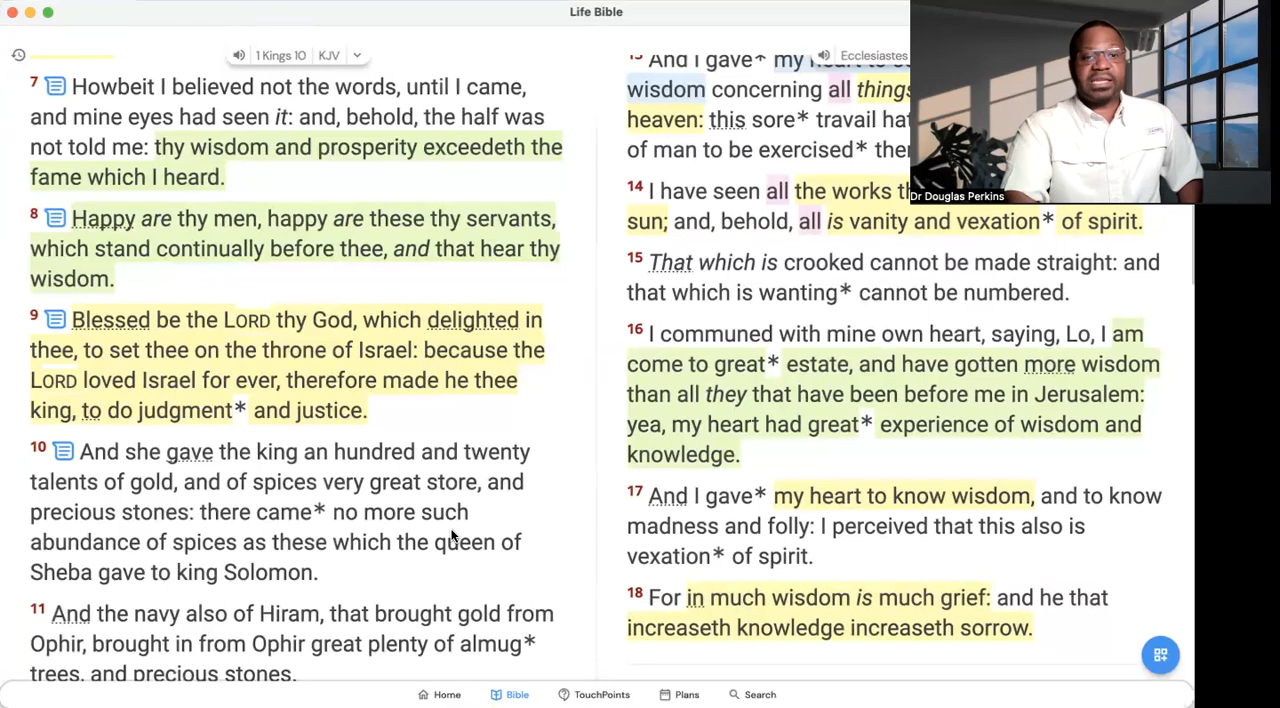 Life Bible
1 Kings 10 KJV
7 Howbeit I believed not the words, until I came,
and mine eyes had seen it: and, behold, the half was
not told me: thy wisdom and prosperity exceedeth the
fame which I heard.
8 Happy are thy men, happy are these thy servants,
which stand continually before thee, and that hear thy
wisdom.
9 Blessed be the LORD thy God, which delighted in
thee, to set thee on the throne of Israel: because the
LORD loved Israel for ever, therefore made he thee
king, to do judgment* and justice.
10 And she gave the king an hundred and twenty
talents of gold, and of spices very great store, and
precious stones: there came* no more such
abundance of spices as these which the queen of
Sheba gave to king Solomon.
11 And the navy also of Hiram, that brought gold from
Ophir, brought in from Ophir great plenty of almug*
trees, and precious stones.
Ecclesiastes
And I gave* my heart to
wisdom concerning all things
heaven: this sore* travail
of man to be exercised*
14 I have seen all the works
sun; and, behold, all is vanity and vexation* of spirit.
15 That which is crooked cannot be made straight: and
that which is wanting* cannot be numbered.
16 I communed with mine own heart, saying, Lo, I am
come to great* estate, and have gotten more wisdom
than all they that have been before me in Jerusalem:
yea, my heart had great* experience of wisdom and
knowledge.
17 And I gave* my heart to know wisdom, and to know
madness and folly: I perceived that this also is
vexation* of spirit.
18 For in much wisdom is much grief: and he that
increaseth knowledge increaseth sorrow.
Dr Douglas Perkins
Home Bible TouchPoints Plans Search